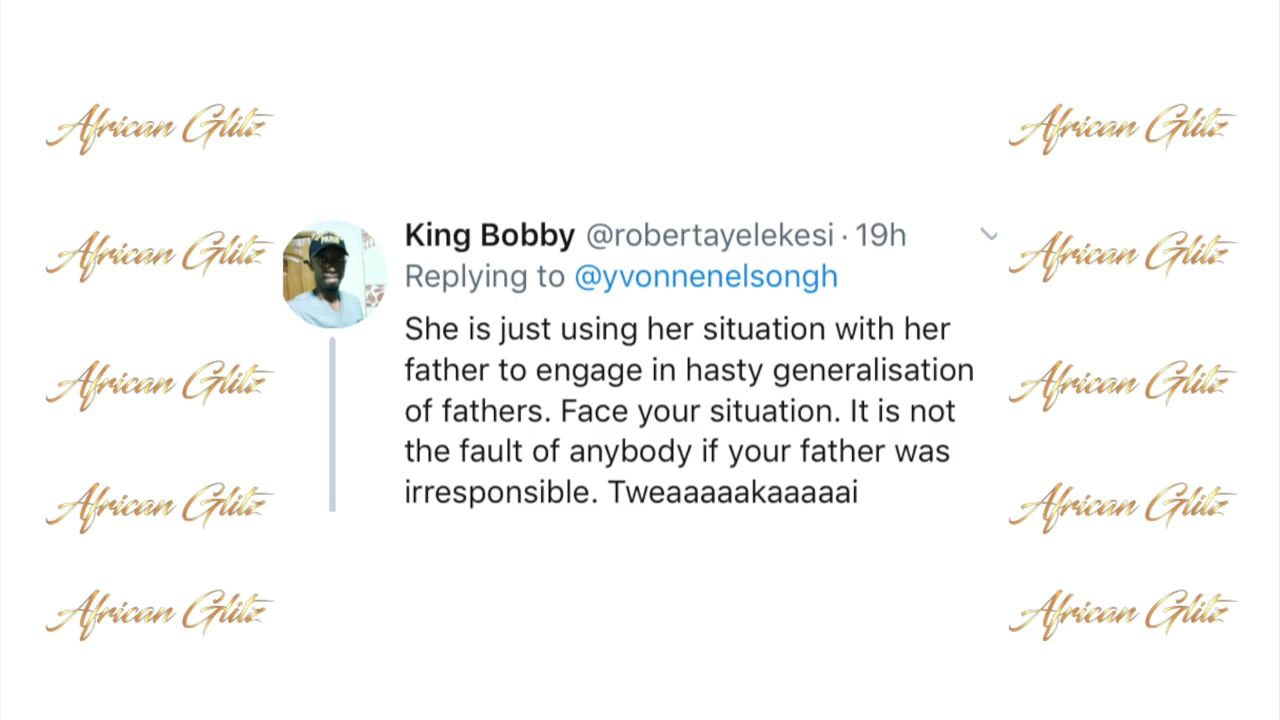 African Glitz
African Glitz
African Glitz
African Glitz
African Glitz
King Bobby @robertayelekesi · 19h
Replying to @yvonnenelsongh
She is just using her situation with her
father to engage in hasty generalisation
of fathers. Face your situation. It is not
the fault of anybody if your father was
irresponsible. Tweaaaaakaaaaai
African Glitz
African Glitz
African Glitz
African Glitz
African Glitz